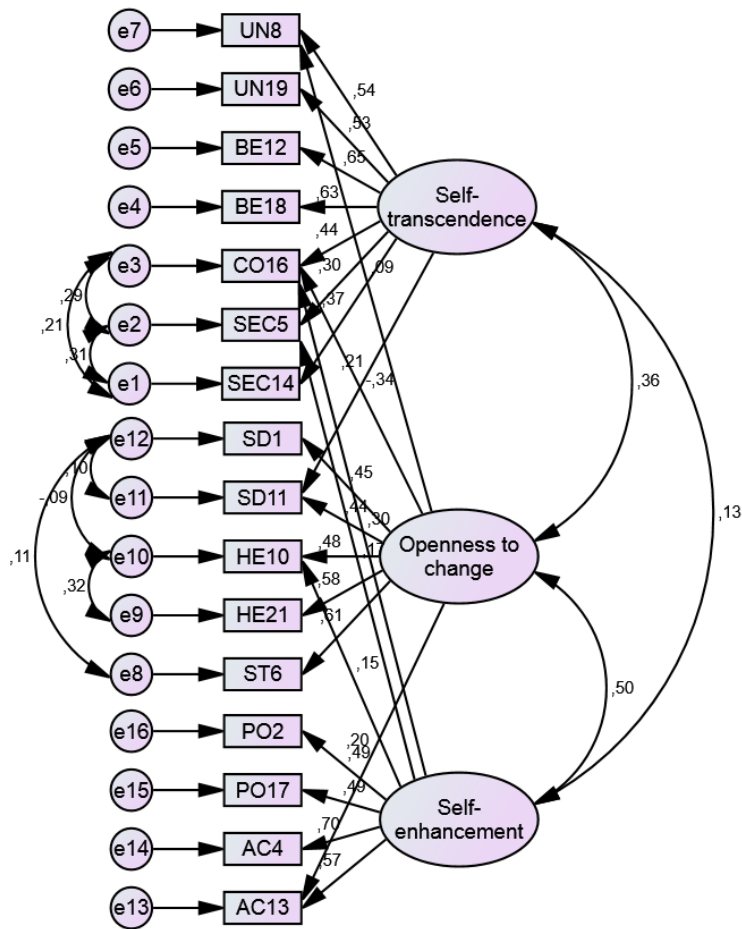 e7
UN8
e6
UN19
e5
BE12
e4
BE18
e3
CO16
e2
SEC5
e1
SEC14
e12
SD1
e11
SD11
e10
HE10
e9
HE21
e8
ST6
e16
PO2
e15
PO17
e14
AC4
e13
AC13
Self-
transcendence
Openness to
change
Self-
enhancement
,54
,53
,65
,63
,44
,30
,09
,37
,29
,21
,31
,21
-,34
,36
,13
,45
,10
-,09
,44
,30
,48
,17
,11
,32
,58
,61
,15
,50
,20
,49
,49
,70
,57